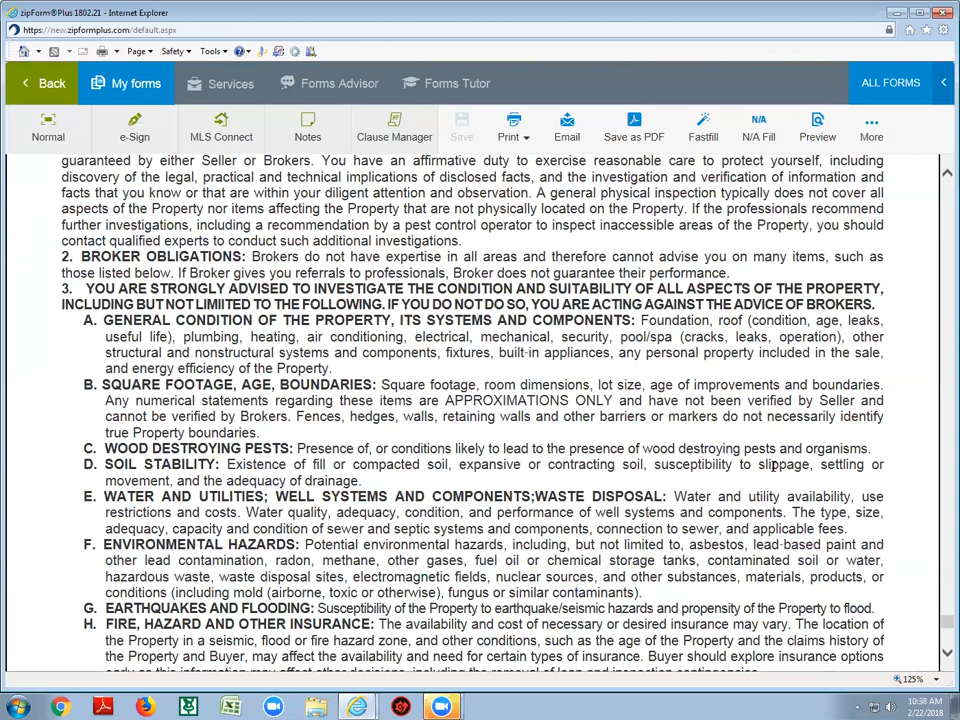 zipForm®Plus 1802.21 - Internet Explorer
https://new.zipformplus.com/default.aspx
Page Safety Tools
Back My forms Services Forms Advisor Forms Tutor ALL FORMS
Normal e-Sign MLS Connect Notes Clause Manager Save Print Email Save as PDF Fastfill N/A N/A Fill Preview More
guaranteed by either Seller or Brokers. You have an affirmative duty to exercise reasonable care to protect yourself, including
discovery of the legal, practical and technical implications of disclosed facts, and the investigation and verification of information and
facts that you know or that are within your diligent attention and observation. A general physical inspection typically does not cover all
aspects of the Property nor items affecting the Property that are not physically located on the Property. If the professionals recommend
further investigations, including a recommendation by a pest control operator to inspect inaccessible areas of the Property, you should
contact qualified experts to conduct such additional investigations.
2. BROKER OBLIGATIONS: Brokers do not have expertise in all areas and therefore cannot advise you on many items, such as
those listed below. If Broker gives you referrals to professionals, Broker does not guarantee their performance.
3. YOU ARE STRONGLY ADVISED TO INVESTIGATE THE CONDITION AND SUITABILITY OF ALL ASPECTS OF THE PROPERTY,
INCLUDING BUT NOT LIMIITED TO THE FOLLOWING. IF YOU DO NOT DO SO, YOU ARE ACTING AGAINST THE ADVICE OF BROKERS.
A. GENERAL CONDITION OF THE PROPERTY, ITS SYSTEMS AND COMPONENTS: Foundation, roof (condition, age, leaks,
useful life), plumbing, heating, air conditioning, electrical, mechanical, security, pool/spa (cracks, leaks, operation), other
structural and nonstructural systems and components, fixtures, built-in appliances, any personal property included in the sale,
and energy efficiency of the Property.
B. SQUARE FOOTAGE, AGE, BOUNDARIES: Square footage, room dimensions, lot size, age of improvements and boundaries.
Any numerical statements regarding these items are APPROXIMATIONS ONLY and have not been verified by Seller and
cannot be verified by Brokers. Fences, hedges, walls, retaining walls and other barriers or markers do not necessarily identify
true Property boundaries.
C. WOOD DESTROYING PESTS: Presence of, or conditions likely to lead to the presence of wood destroying pests and organisms.
D. SOIL STABILITY: Existence of fill or compacted soil, expansive or contracting soil, susceptibility to slippage, settling or
movement, and the adequacy of drainage.
E. WATER AND UTILITIES; WELL SYSTEMS AND COMPONENTS;WASTE DISPOSAL: Water and utility availability, use
restrictions and costs. Water quality, adequacy, condition, and performance of well systems and components. The type, size,
adequacy, capacity and condition of sewer and septic systems and components, connection to sewer, and applicable fees.
F. ENVIRONMENTAL HAZARDS: Potential environmental hazards, including, but not limited to, asbestos, lead-based paint and
other lead contamination, radon, methane, other gases, fuel oil or chemical storage tanks, contaminated soil or water,
hazardous waste, waste disposal sites, electromagnetic fields, nuclear sources, and other substances, materials, products, or
conditions (including mold (airborne, toxic or otherwise), fungus or similar contaminants).
G. EARTHQUAKES AND FLOODING: Susceptibility of the Property to earthquake/seismic hazards and propensity of the Property to flood.
H. FIRE, HAZARD AND OTHER INSURANCE: The availability and cost of necessary or desired insurance may vary. The location of
the Property in a seismic, flood or fire hazard zone, and other conditions, such as the age of the Property and the claims history of
the Property and Buyer, may affect the availability and need for certain types of insurance. Buyer should explore insurance options
early as this information may affect other decisions, including the removal of loan and inspection contingencies.
125%
10:38 AM
2/22/2018